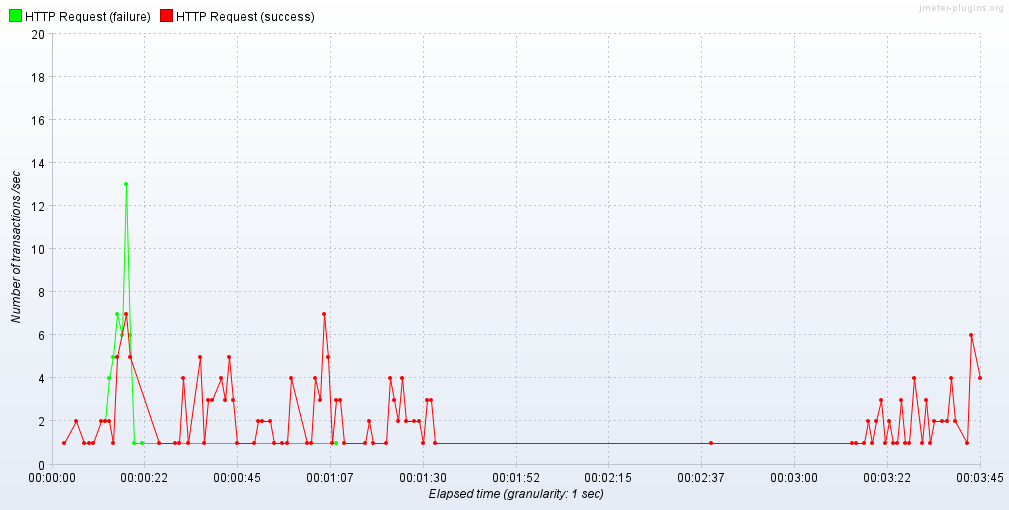 jmeter-plugins.org
HTTP Request (failure) HTTP Request (success)
20
18
16
14
12
10
8
6
4
2
0
Number of transactions /sec
00:00:00 00:00:22 00:00:45 00:01:07 00:01:30 00:01:52 00:02:15 00:02:37 00:03:00 00:03:22 00:03:45
Elapsed time (granularity: 1 sec)